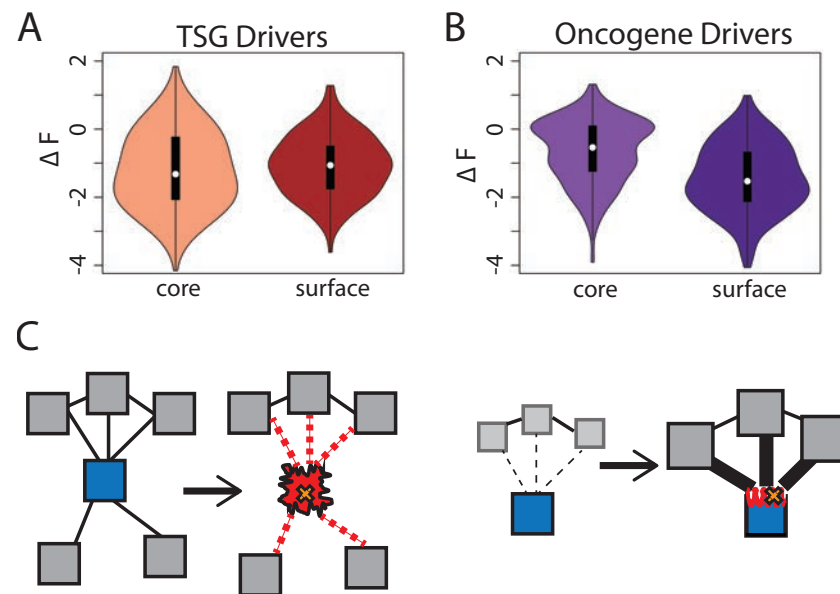 A
TSG Drivers
2
0
-2
-4
Δ F
core
surface
B
Oncogene Drivers
2
0
-2
-4
Δ F
core
surface
C